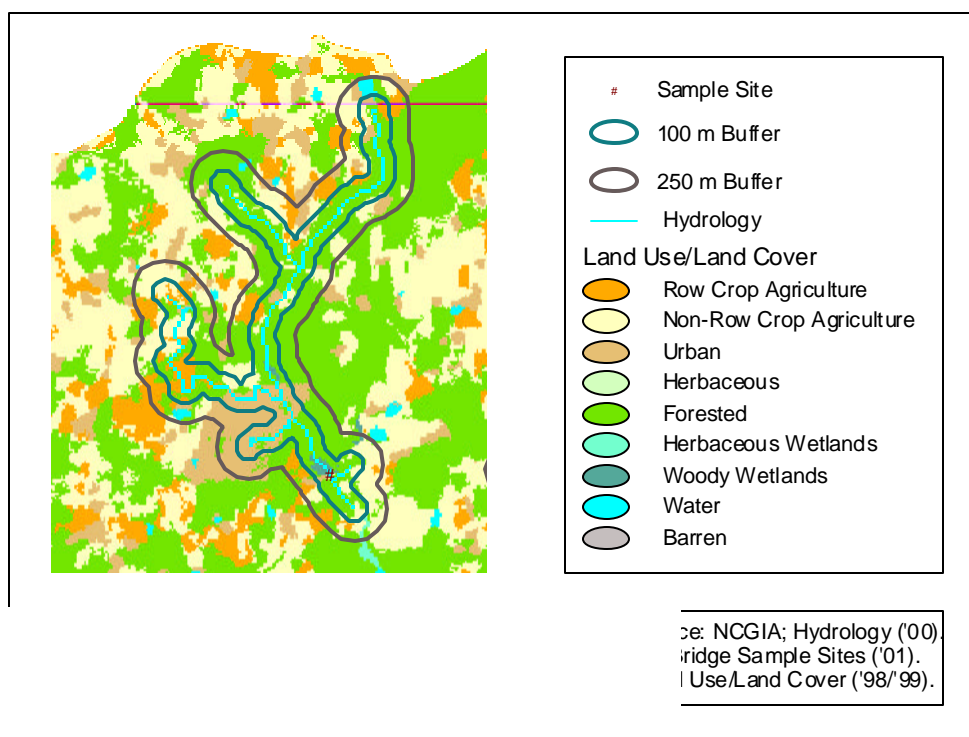 # Sample Site
100 m Buffer
250 m Buffer
Hydrology
Land Use/Land Cover
Row Crop Agriculture
Non-Row Crop Agriculture
Urban
Herbaceous
Forested
Herbaceous Wetlands
Woody Wetlands
Water
Barren
#
NCGIA; Hydrology ('00).
Sample Sites ('01).
Use/Land Cover ('98/'99).